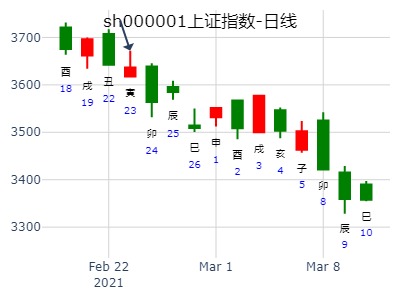 sh000001上证指数-日线
3700
3600
3500
3400
3300
酉
18
戌
19
丑
22
寅
23
卯
24
辰
25
巳
26
申
1
酉
2
戌
3
亥
4
子
5
卯
8
辰
9
巳
10
Feb 22
2021
Mar 1
Mar 8